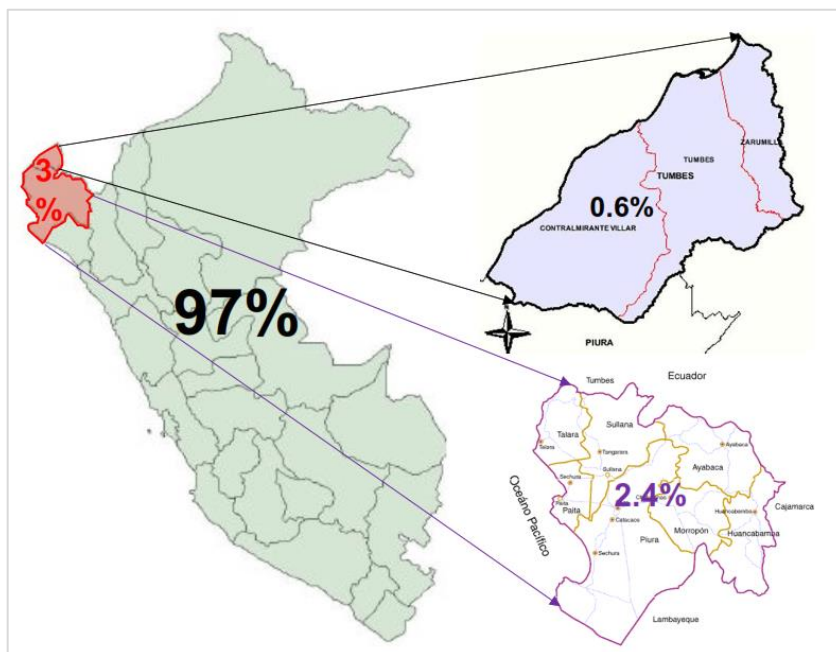 3
%
97%
ZARUMILL
TUMBES
TUMBES
0.6%
CONTRALMIRANTE VILLAR
PIURA
Tumbes
Ecuador
Sullana
Talara
Talara
Tangarara
Ayabaca
Sullana
Ayabaca
Sechura
2.4%
Paita
Paita
Huancabamba
Cajamarca
Catacaos
Piura
Morropón
Huancabamba
Océano Pacífico
Sechura
Lambayeque